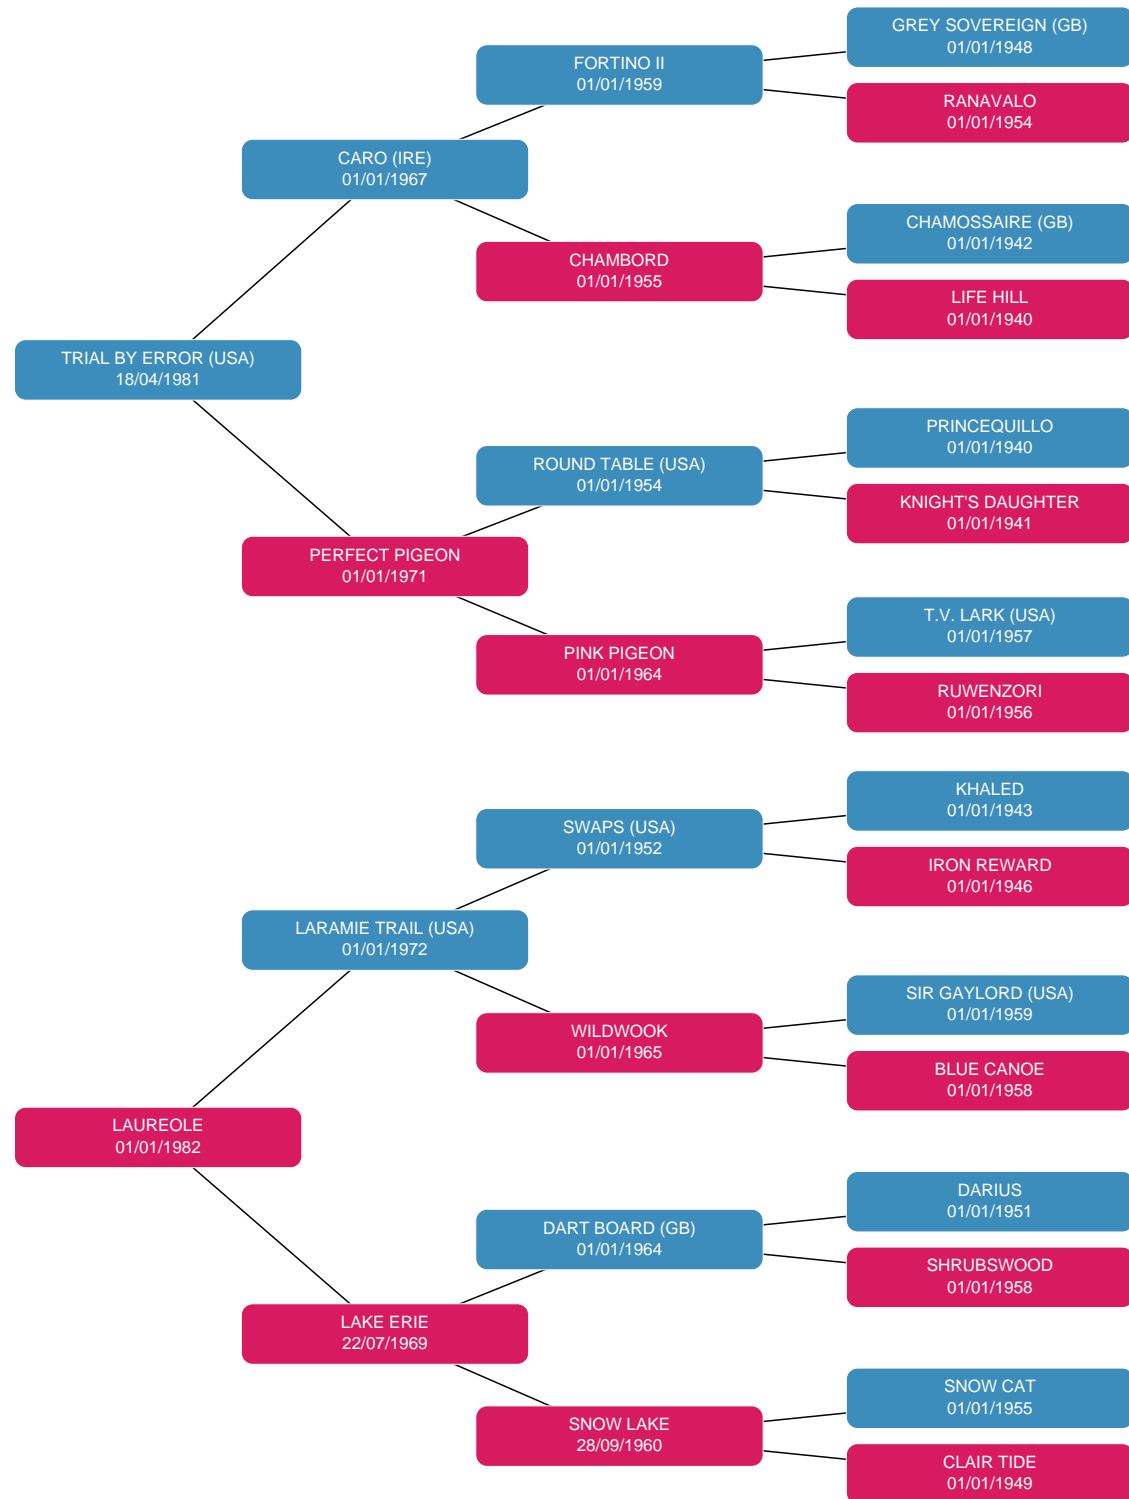 GREY SOVEREIGN (GB)
01/01/1948
FORTINO II
01/01/1959
RANAVALO
01/01/1954
CARO (IRE)
01/01/1967
CHAMOSSAIRE (GB)
01/01/1942
CHAMBORD
01/01/1955
LIFE HILL
01/01/1940
TRIAL BY ERROR (USA)
18/04/1981
PRINCEQUILLO
01/01/1940
ROUND TABLE (USA)
01/01/1954
KNIGHT'S DAUGHTER
01/01/1941
PERFECT PIGEON
01/01/1971
T.V. LARK (USA)
01/01/1957
PINK PIGEON
01/01/1964
RUWENZORI
01/01/1956
KHALED
01/01/1943
SWAPS (USA)
01/01/1952
IRON REWARD
01/01/1946
LARAMIE TRAIL (USA)
01/01/1972
SIR GAYLORD (USA)
01/01/1959
WILDWOOK
01/01/1965
BLUE CANOE
01/01/1958
LAUREOLE
01/01/1982
DARIUS
01/01/1951
DART BOARD (GB)
01/01/1964
SHRUBSWOOD
01/01/1958
LAKE ERIE
22/07/1969
SNOW CAT
01/01/1955
SNOW LAKE
28/09/1960
CLAIR TIDE
01/01/1949